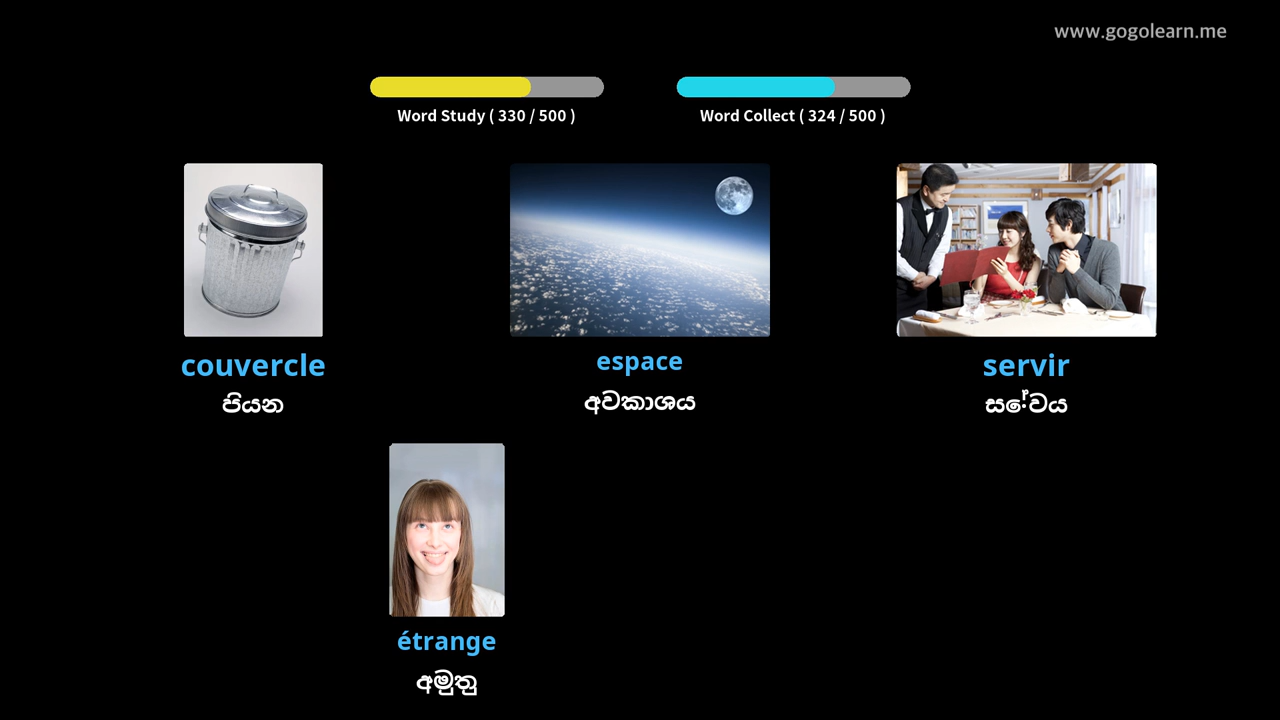 www.gogolearn.me
Word Study ( 330 / 500 )
Word Collect ( 324 / 500 )
couvercle
පියන
espace
අවකාශය
servir
සේවය
étrange
අමුතු